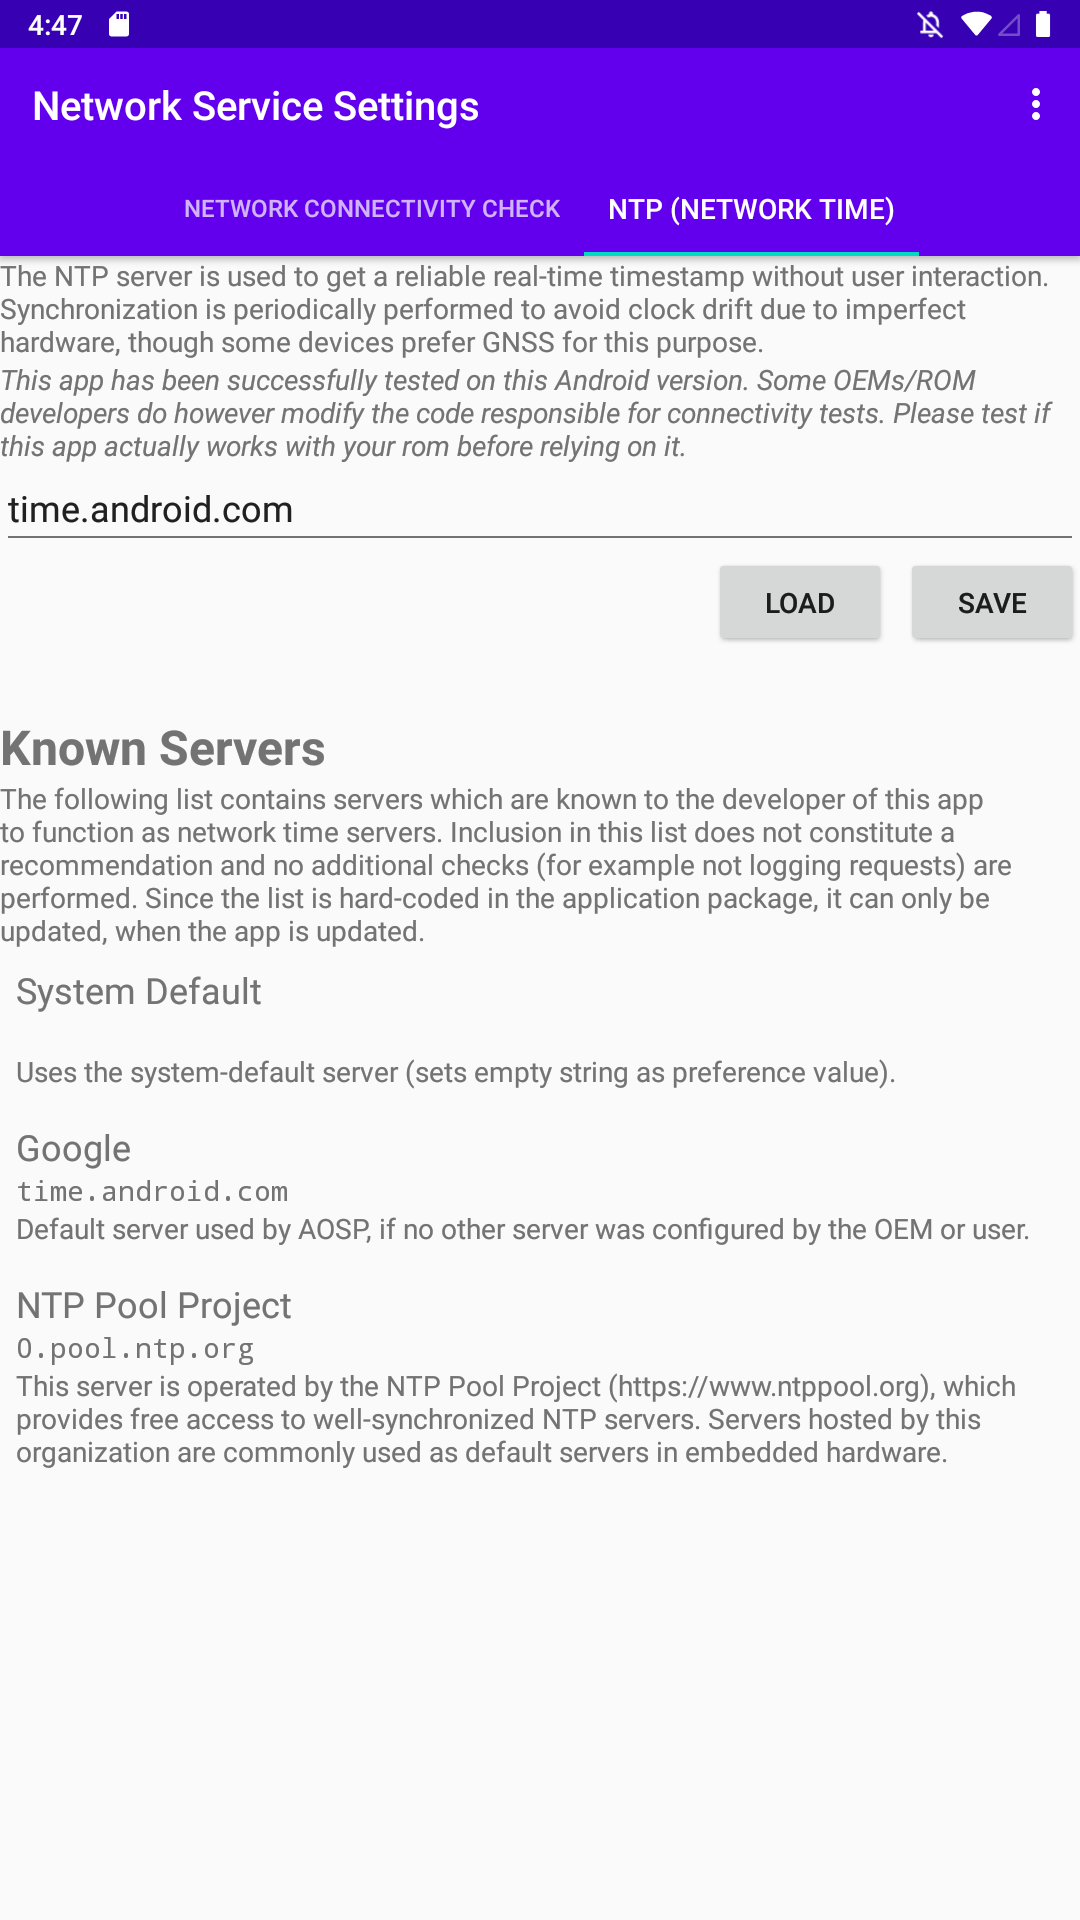 4:47
Network Service Settings
NETWORK CONNECTIVITY CHECK
NTP (NETWORK TIME)
The NTP server is used to get a reliable real-time timestamp without user interaction.
Synchronization is periodically performed to avoid clock drift due to imperfect
hardware, though some devices prefer GNSS for this purpose.
This app has been successfully tested on this Android version. Some OEMs/ROM
developers do however modify the code responsible for connectivity tests. Please test if
this app actually works with your rom before relying on it.
time.android.com
LOAD
SAVE
Known Servers
The following list contains servers which are known to the developer of this app
to function as network time servers. Inclusion in this list does not constitute a
recommendation and no additional checks (for example not logging requests) are
performed. Since the list is hard-coded in the application package, it can only be
updated, when the app is updated.
System Default
Uses the system-default server (sets empty string as preference value).
Google
time.android.com
Default server used by AOSP, if no other server was configured by the OEM or user.
NTP Pool Project
0.pool.ntp.org
This server is operated by the NTP Pool Project (https://www.ntppool.org), which
provides free access to well-synchronized NTP servers. Servers hosted by this
organization are commonly used as default servers in embedded hardware.